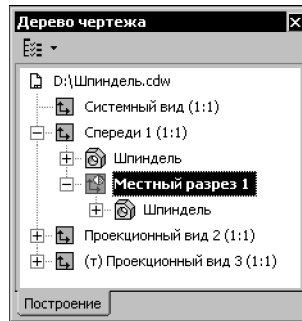 Дерево чертежа
D:\Шпиндель.cdw
Системный вид (1:1)
Спереди 1 (1:1)
Шпиндель
Местный разрез 1
Шпиндель
Проекционный вид 2 (1:1)
(т) Проекционный вид 3 (1:1)
Построение